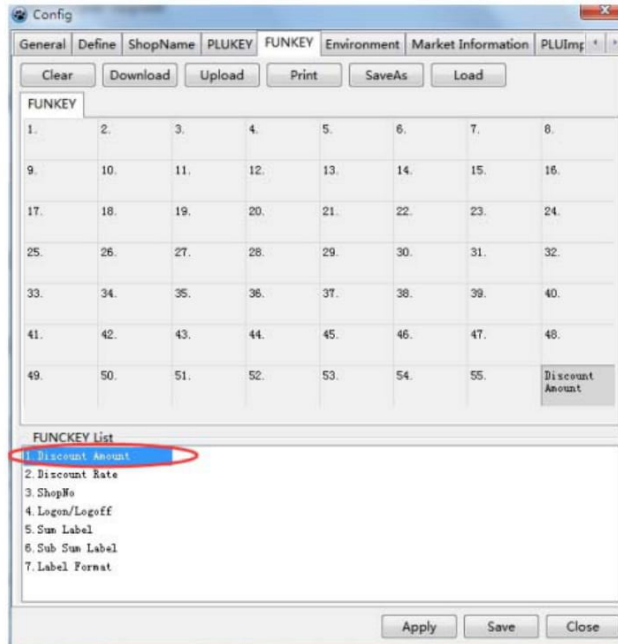 Config
General Define ShopName PLUKEY FUNKEY Environment Market Information PLUImp
Clear Download Upload Print SaveAs Load
FUNKEY
1. 2. 3. 4. 5. 6. 7. 8.
9. 10. 11. 12. 13. 14. 15. 16.
17. 18. 19. 20. 21. 22. 23. 24.
25. 26. 27. 28. 29. 30. 31. 32.
33. 34. 35. 36. 37. 38. 39. 40.
41. 42. 43. 44. 45. 46. 47. 48.
49. 50. 51. 52. 53. 54. 55. Discount
Amount
FUNCKEY List
1.Discount Amount
2.Discount Rate
3.ShopNo
4.Logon/Logoff
5.Sum Label
6.Sub Sum Label
7.Label Format
Apply Save Close